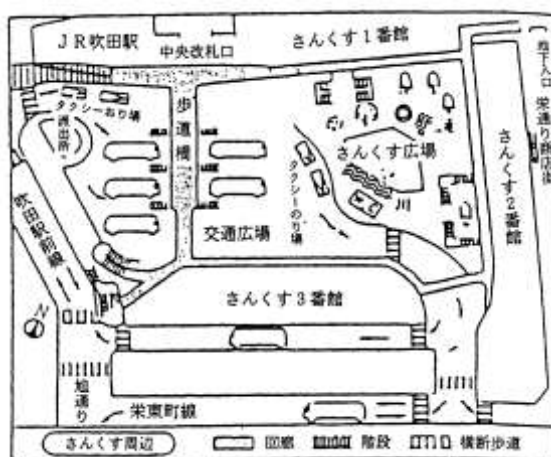 JR吹田駅
中央改札口
さんくす1番館
地下入口
栄通り商店街
タクシーのり場
派出所
歩道橋
さんくす広場
タクシーのり場
川
さんくす2番館
吹田駅前線
交通広場
さんくす3番館
N
旭通り
栄東町線
さんくす周辺
回廊
階段
横断歩道